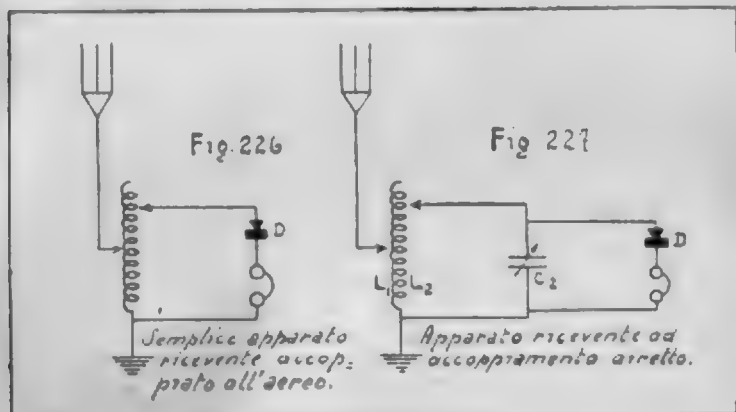 Fig. 226
Fig 227
D
D
L₁ L₂
C₂
Semplice apparato
ricevente accop=
piato all'aereo.
Apparato ricevente ad
accoppiamento diretto.